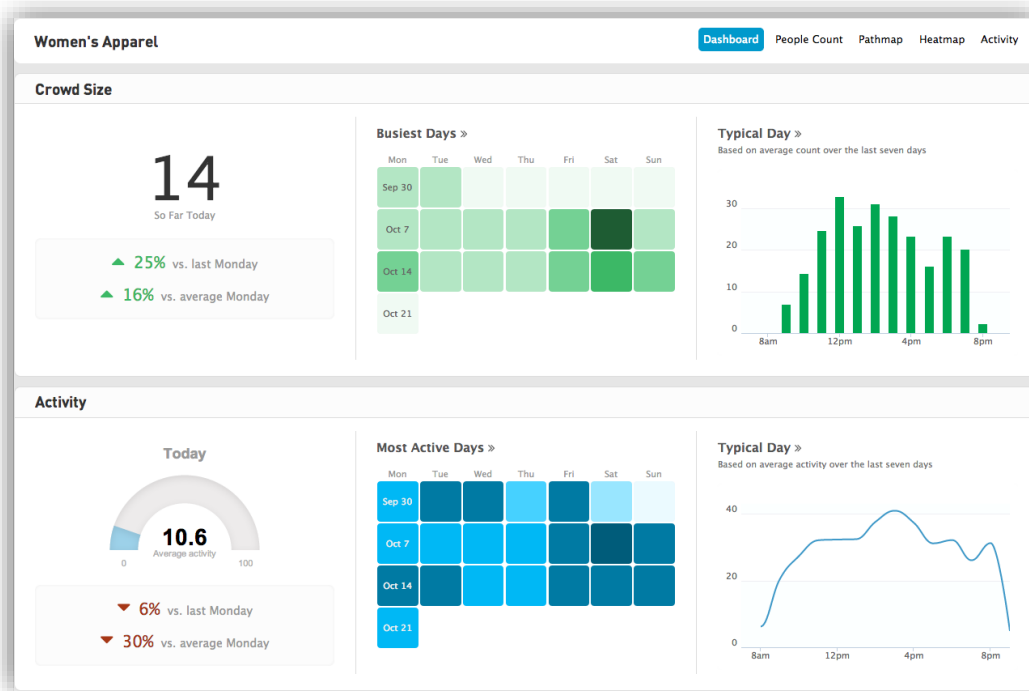 Women's Apparel
Dashboard People Count Pathmap Heatmap Activity
Crowd Size
14
So Far Today
25% vs. last Monday
16% vs. average Monday
Busiest Days »
Mon Tue Wed Thu Fri Sat Sun
Sep 30
Oct 7
Oct 14
Oct 21
Typical Day »
Based on average count over the last seven days
30
20
10
0
8am 12pm 4pm 8pm
Activity
Today
10.6
Average activity
0 100
6% vs. last Monday
30% vs. average Monday
Most Active Days »
Mon Tue Wed Thu Fri Sat Sun
Sep 30
Oct 7
Oct 14
Oct 21
Typical Day »
Based on average activity over the last seven days
40
20
0
8am 12pm 4pm 8pm